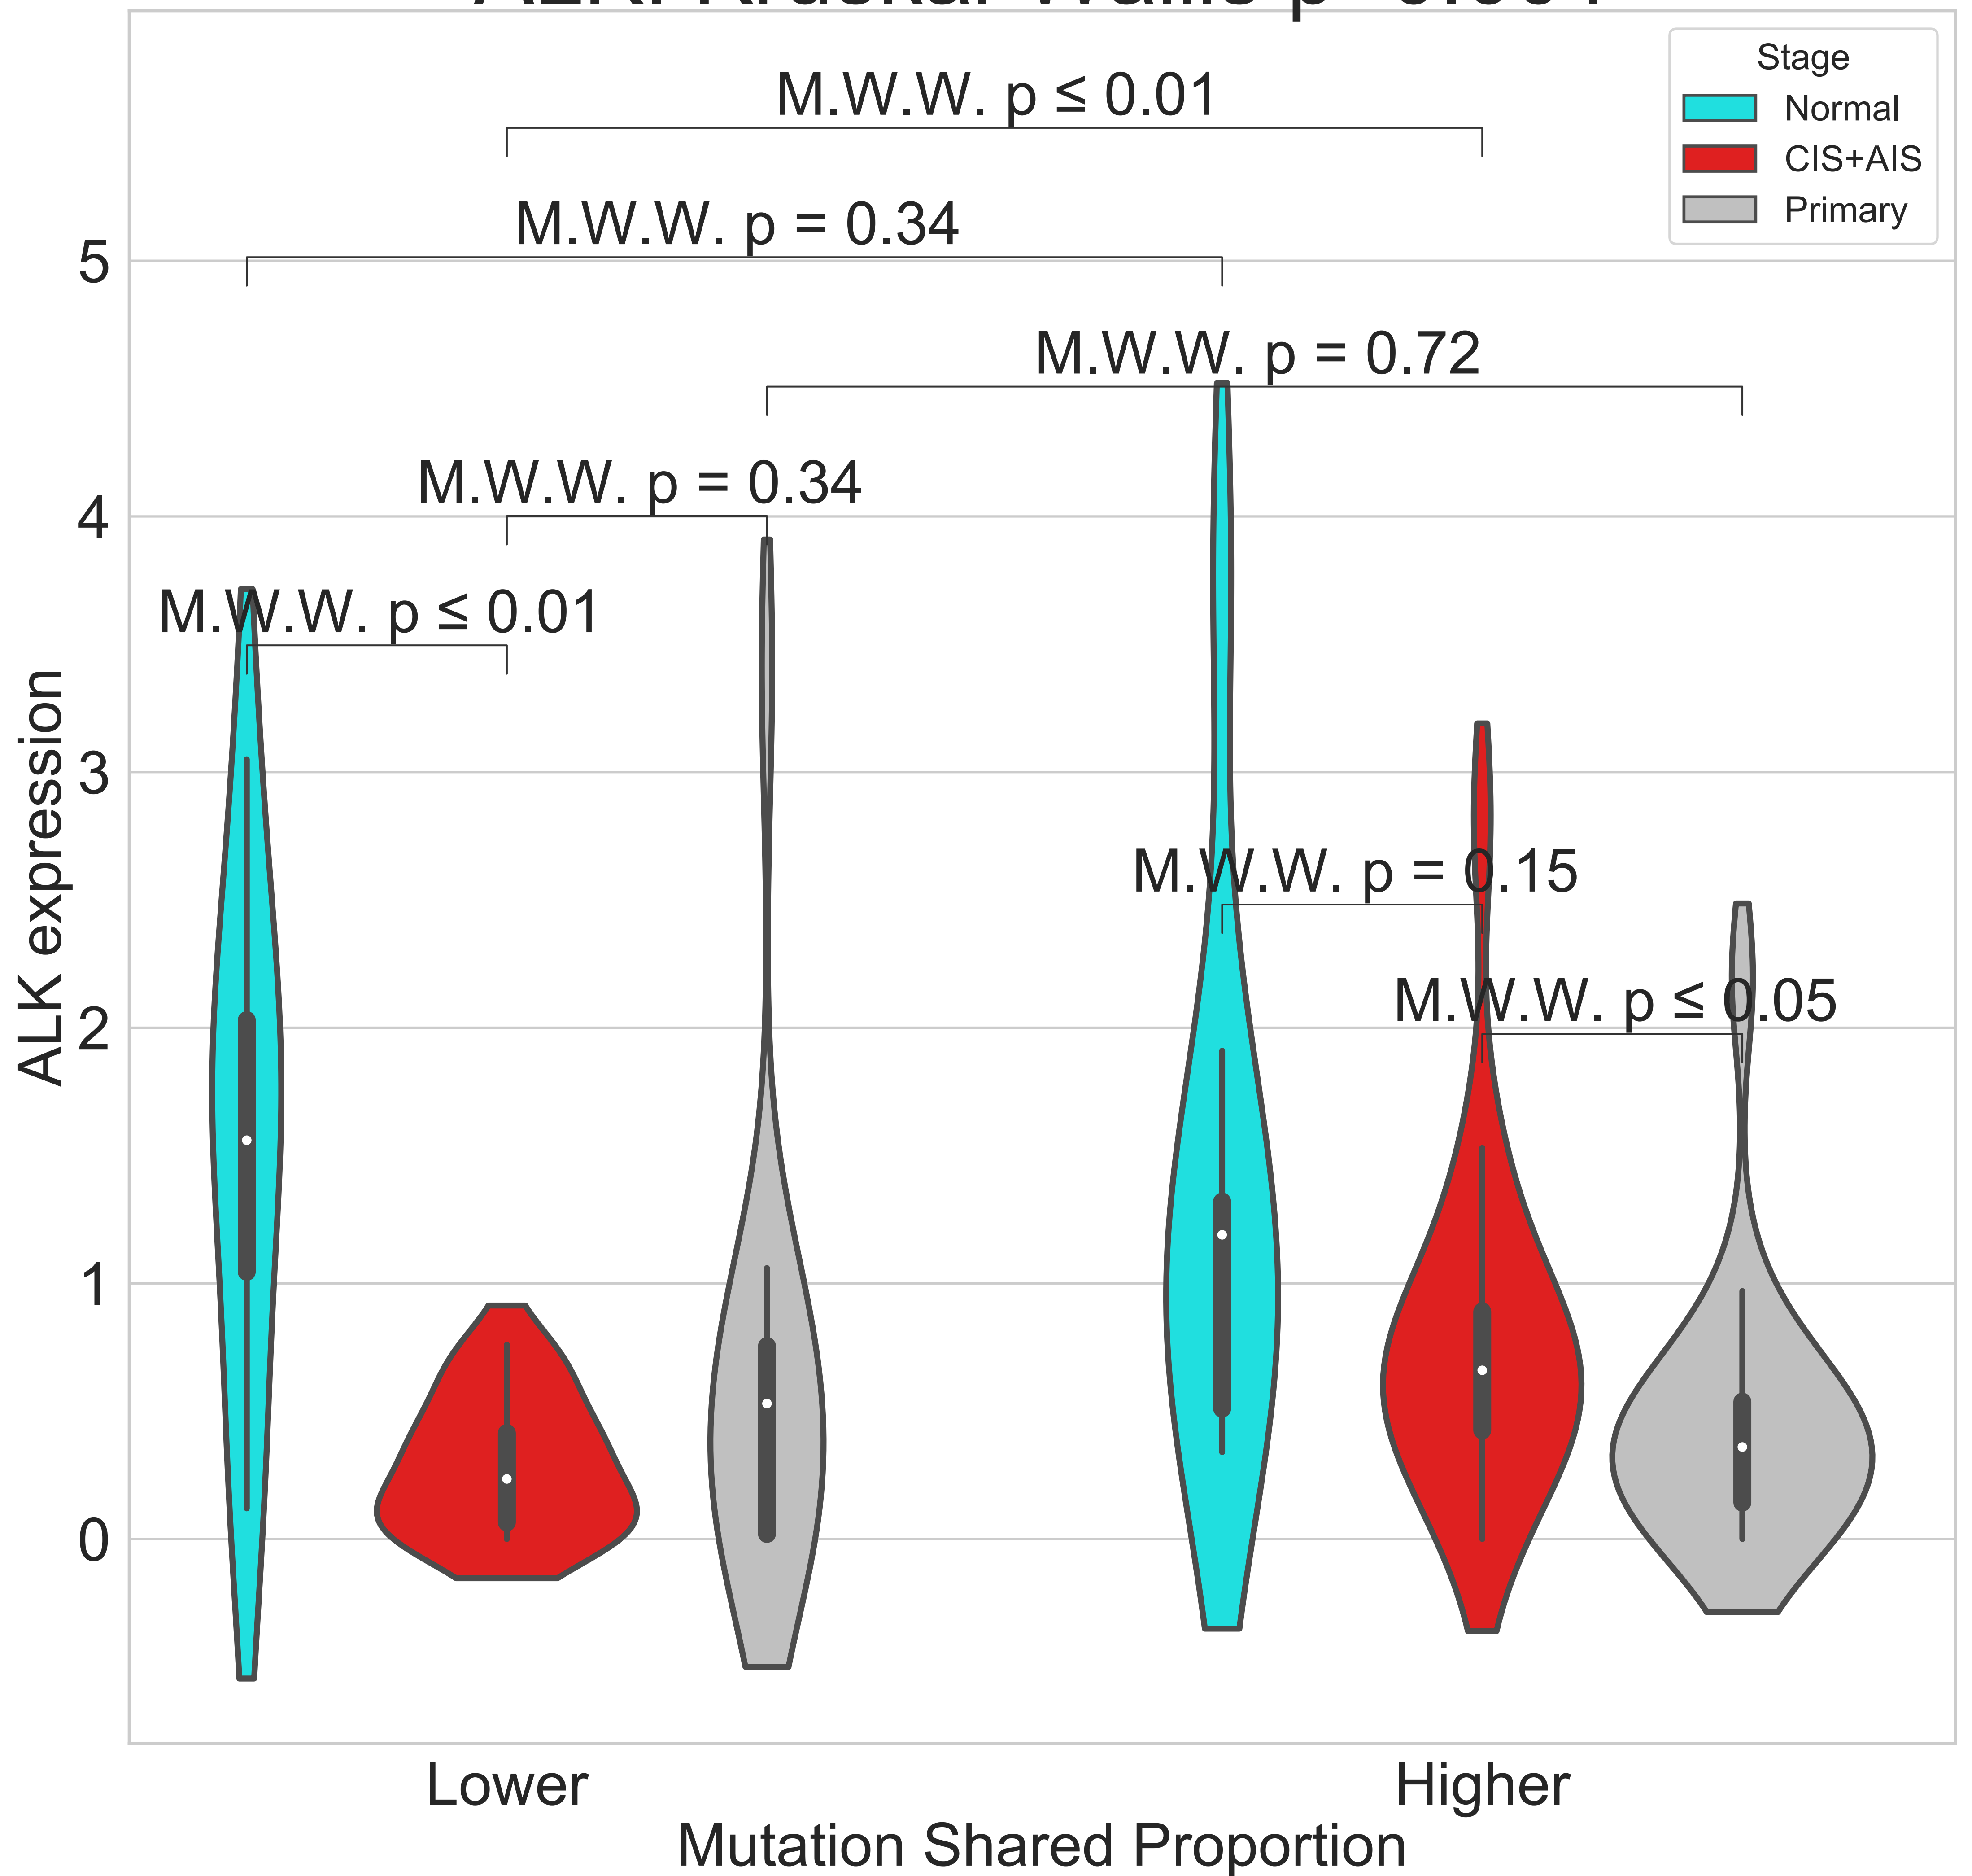 Stage
Normal
CIS+AIS
Primary
M.W.W. p ≤ 0.01
M.W.W. p = 0.34
M.W.W. p = 0.72
M.W.W. p = 0.34
M.W.W. p ≤ 0.01
M.W.W. p = 0.15
M.W.W. p ≤ 0.05
5
4
3
2
1
0
ALK expression
Lower
Higher
Mutation Shared Proportion